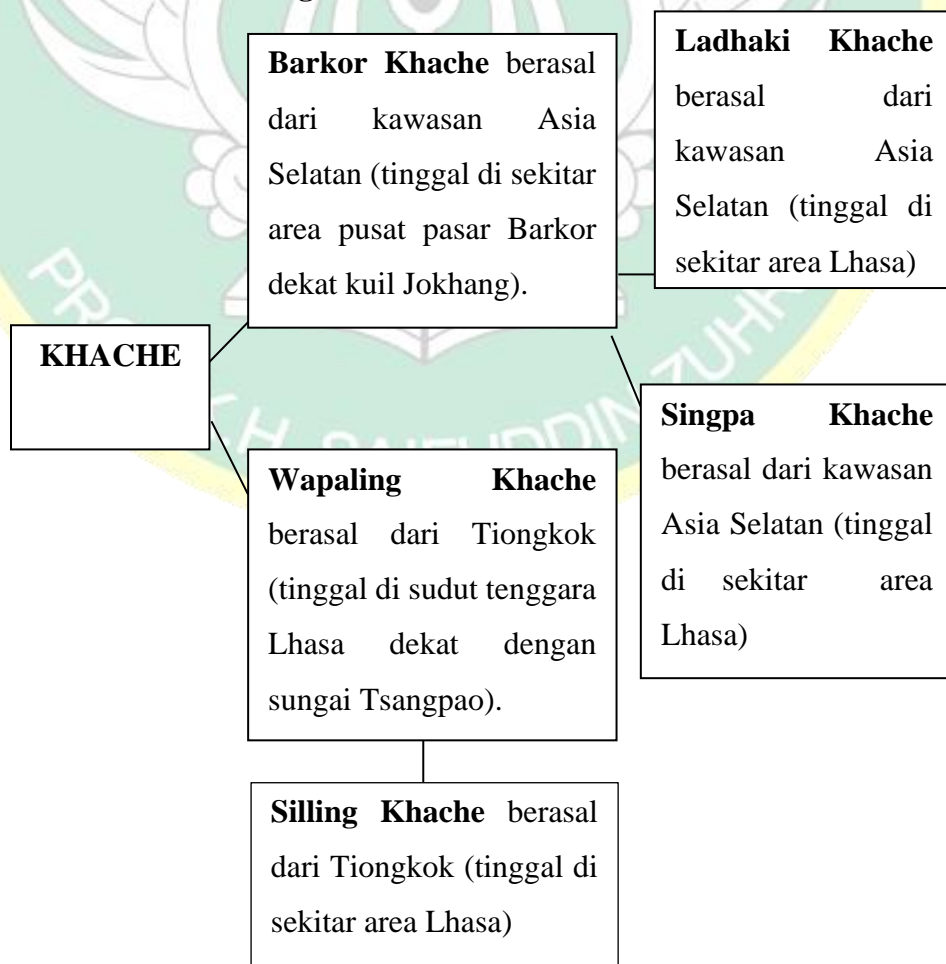 Barkor Khache berasal
dari kawasan Asia
Selatan (tinggal di sekitar
area pusat pasar Barkor
dekat kuil Jokhang).
Ladhaki Khache
berasal dari
kawasan Asia
Selatan (tinggal di
sekitar area Lhasa)
KHACHE
Singpa Khache
berasal dari kawasan
Asia Selatan (tinggal
di sekitar area
Lhasa)
Wapaling Khache
berasal dari Tiongkok
(tinggal di sudut tenggara
Lhasa dekat dengan
sungai Tsangpao).
Silling Khache berasal
dari Tiongkok (tinggal di
sekitar area Lhasa)